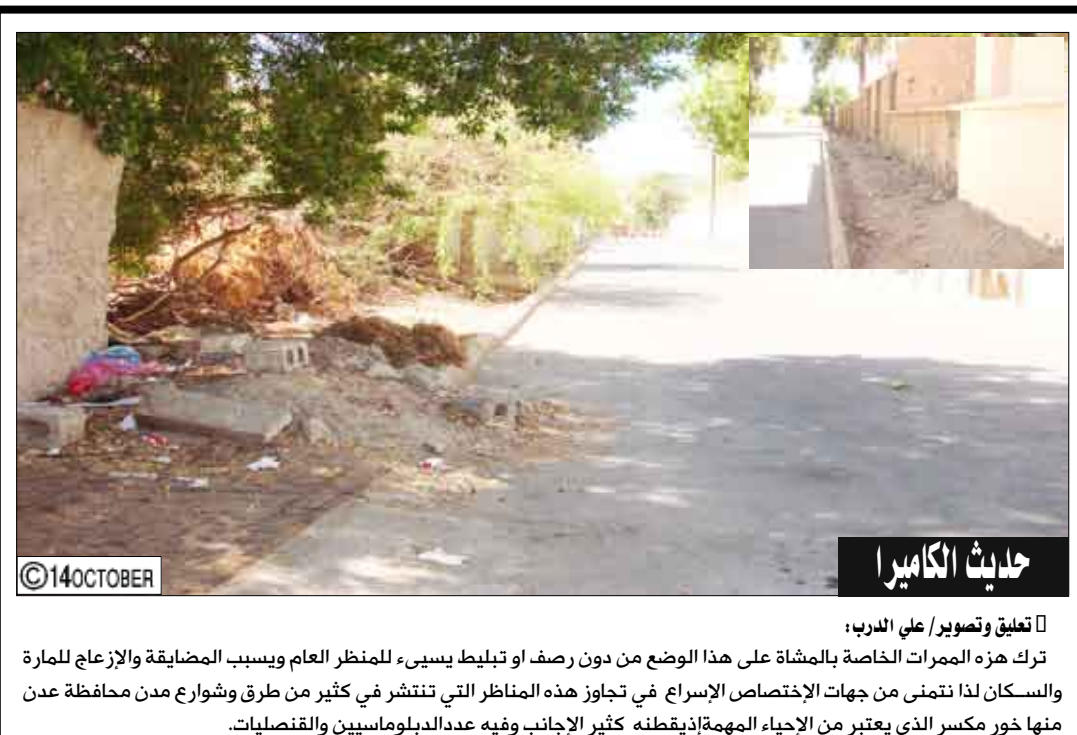 حديث الكاميرا
©14OCTOBER
تعليق وتصوير/ علي الدرب:
ترك هزه الممرات الخاصة بالمشاة على هذا الوضع من دون رصف او تبليط يسيىء للمنظر العام ويسبب المضايقة والإزعاج للمارة
والسكان لذا نتمنى من جهات الإختصاص الإسراع في تجاوز هذه المناظر التي تنتشر في كثير من طرق وشوارع مدن محافظة عدن
منها خور مكسر الذي يعتبر من الإحياء المهمةإذيقطنه كثير الإجانب وفيه عددالدبلوماسيين والقنصليات.